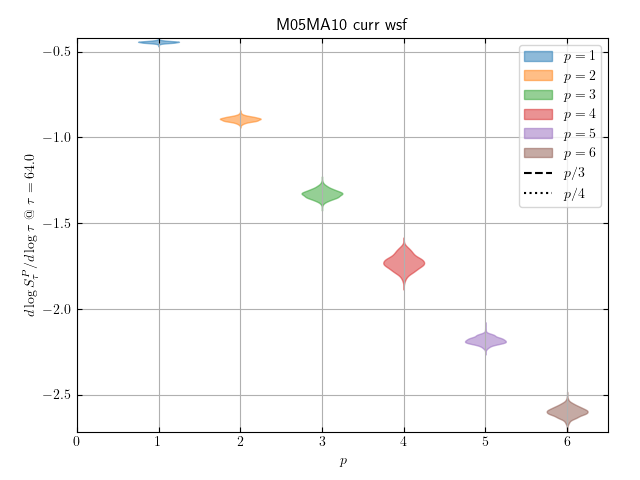 M05MA10 curr wsf
d log S_τ^P / d log τ @ τ = 64.0
−0.5
−1.0
−1.5
−2.0
−2.5
p = 1
p = 2
p = 3
p = 4
p = 5
p = 6
p/3
p/4
0 1 2 3 4 5 6
p